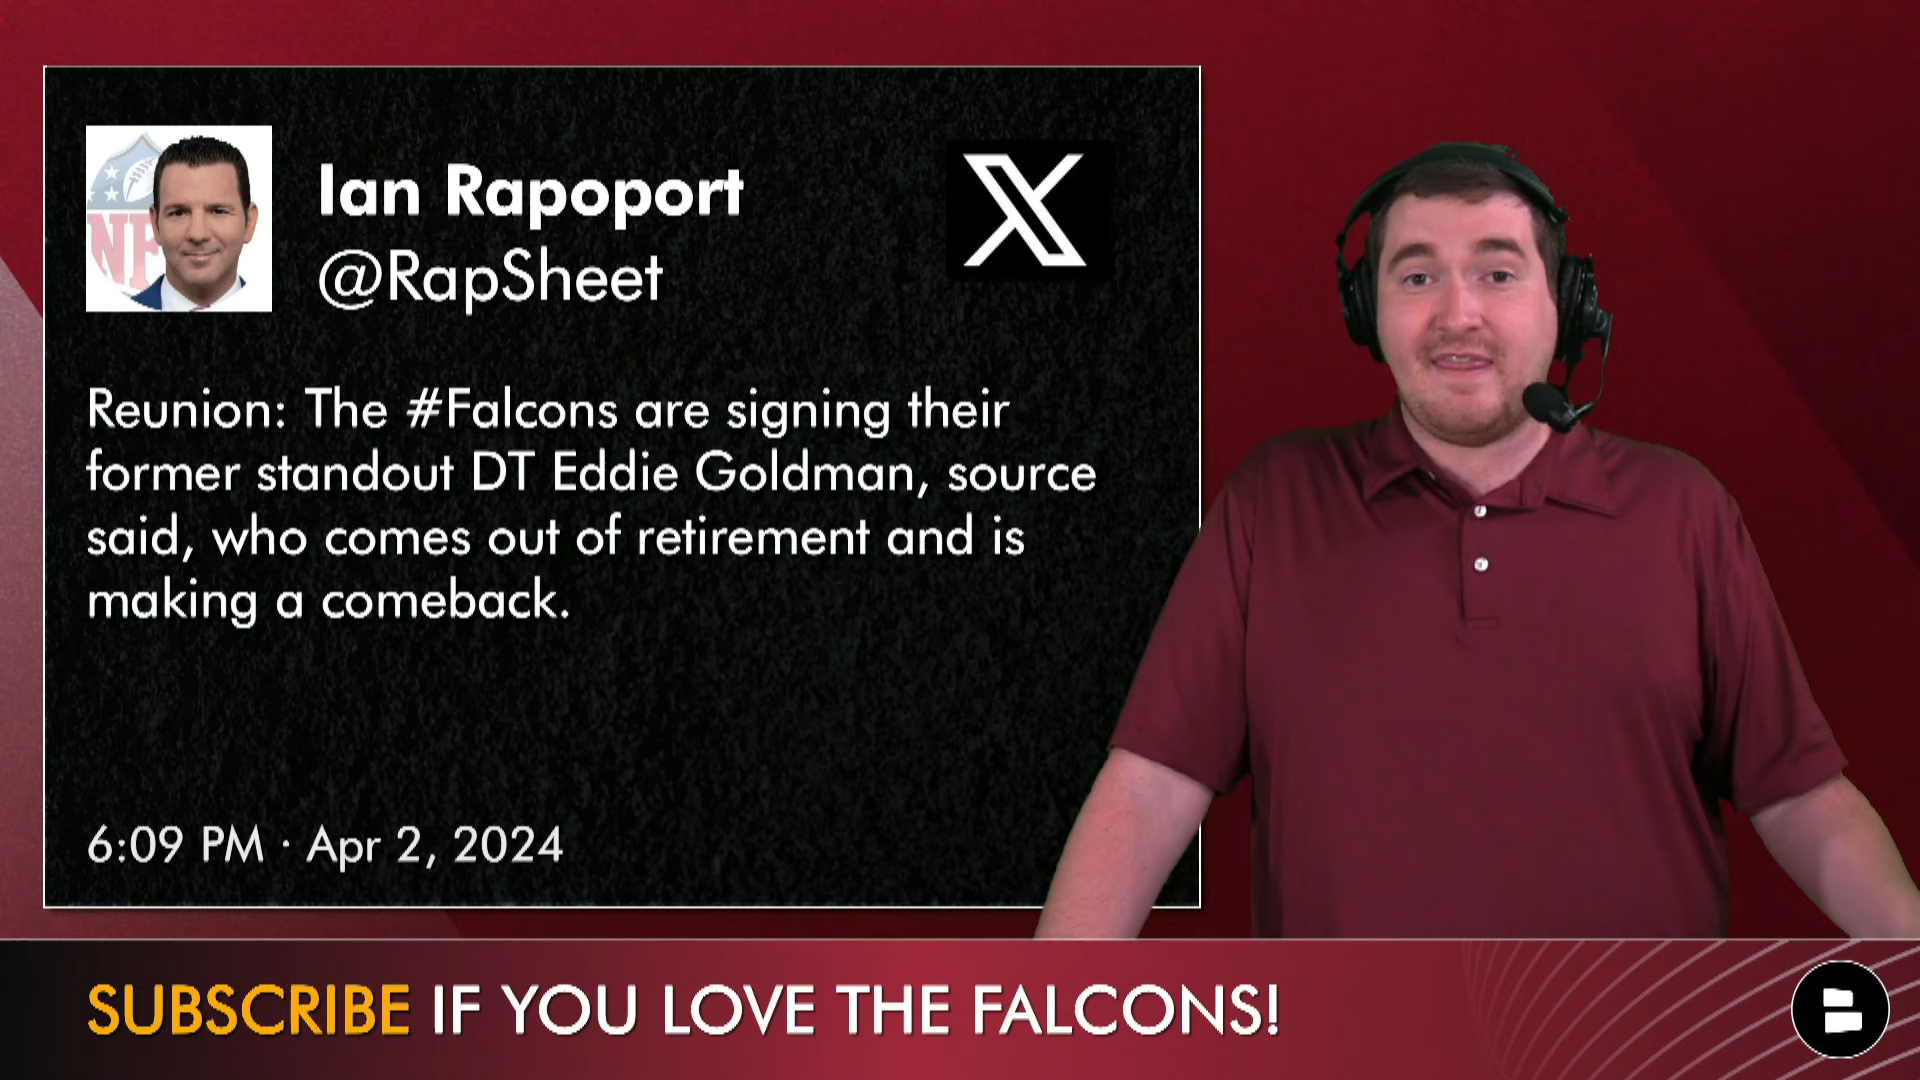 Ian Rapoport
@RapSheet
Reunion: The #Falcons are signing their
former standout DT Eddie Goldman, source
said, who comes out of retirement and is
making a comeback.
6:09 PM · Apr 2, 2024
SUBSCRIBE IF YOU LOVE THE FALCONS!